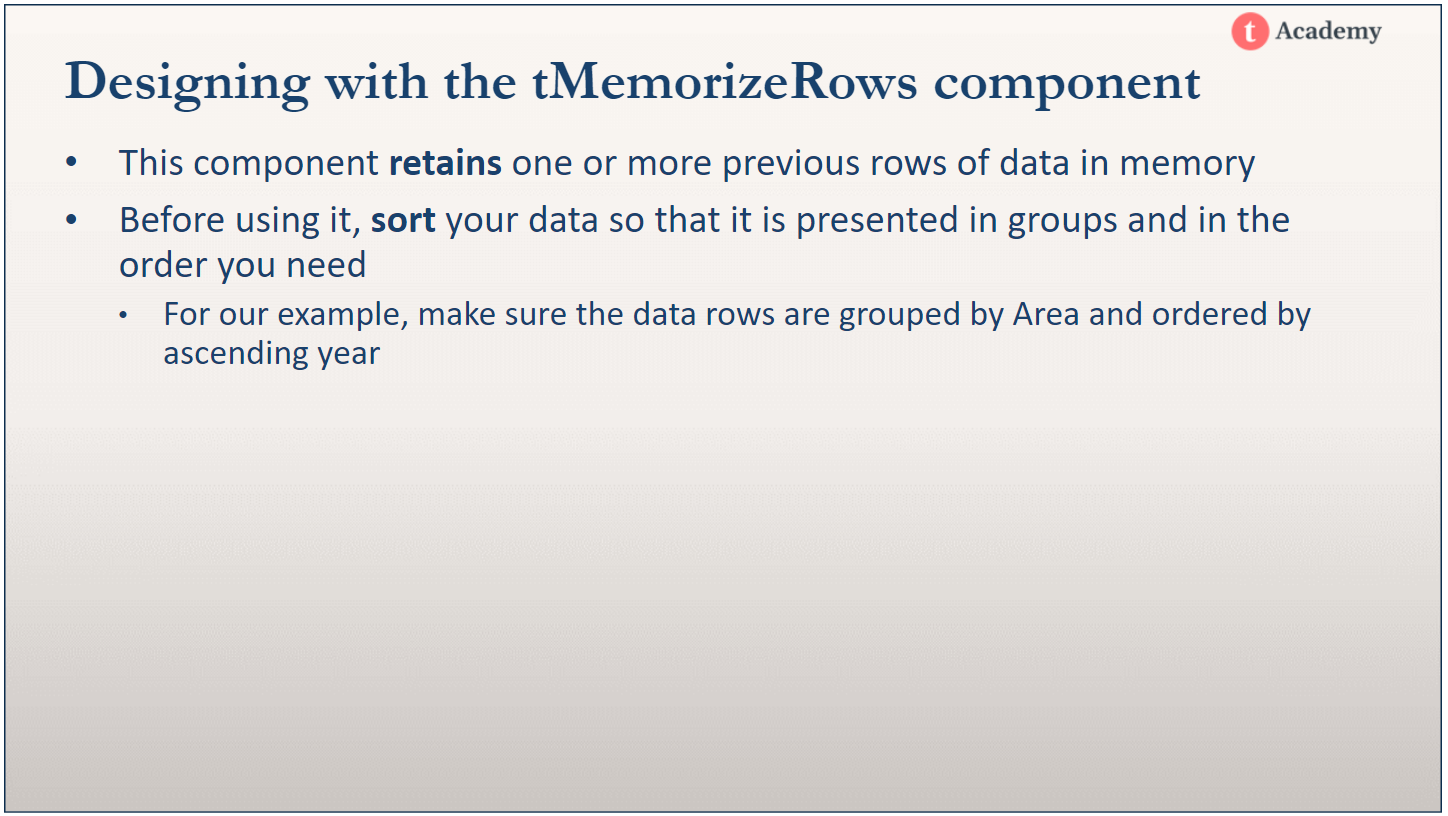 t Academy
Designing with the tMemorizeRows component
• This component retains one or more previous rows of data in memory
• Before using it, sort your data so that it is presented in groups and in the
order you need
• For our example, make sure the data rows are grouped by Area and ordered by
ascending year